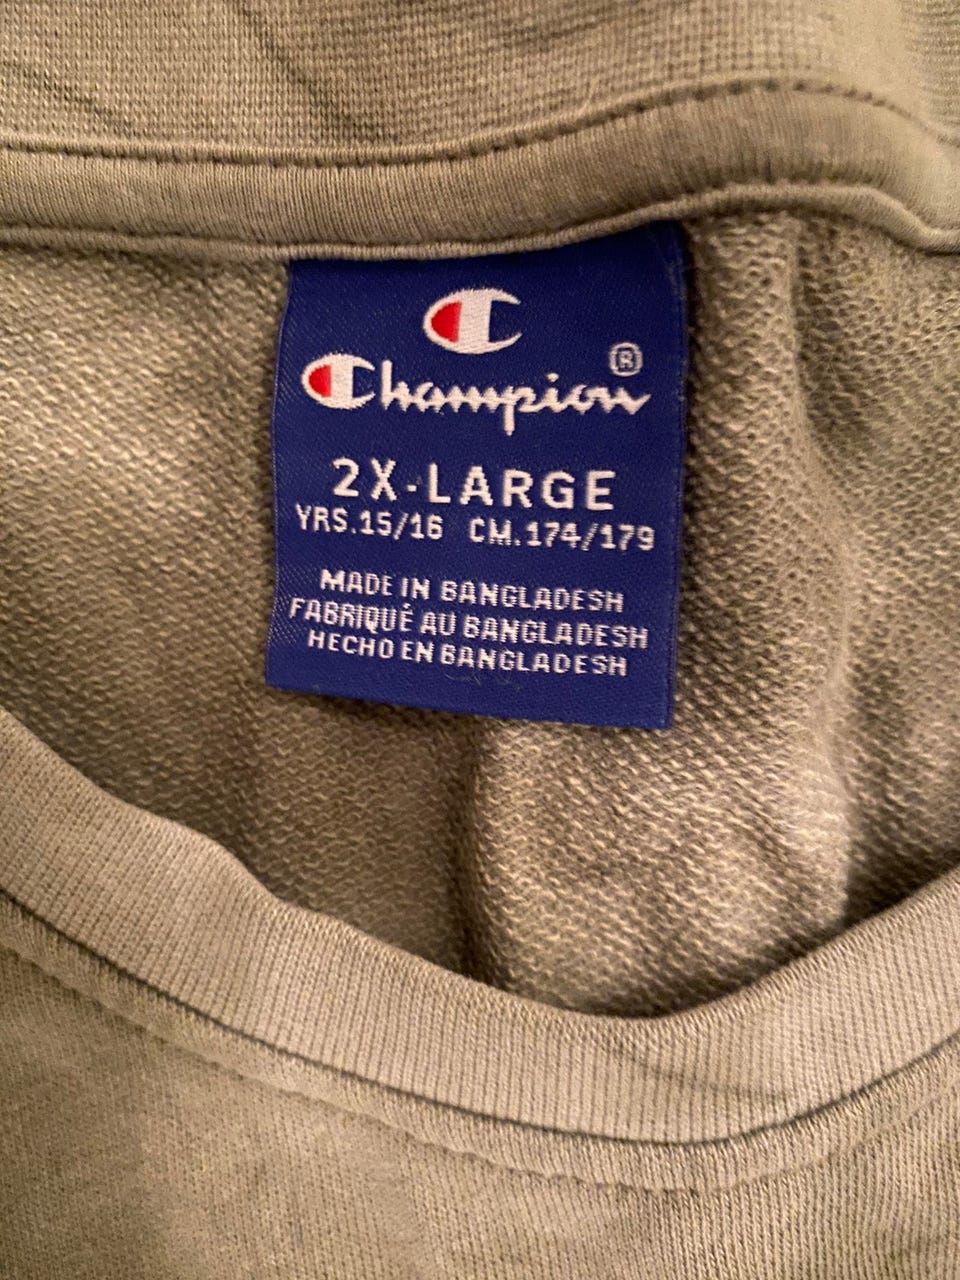 C
Champion®
2X-LARGE
YRS.15/16 CM.174/179
MADE IN BANGLADESH
FABRIQUÉ AU BANGLADESH
HECHO EN BANGLADESH